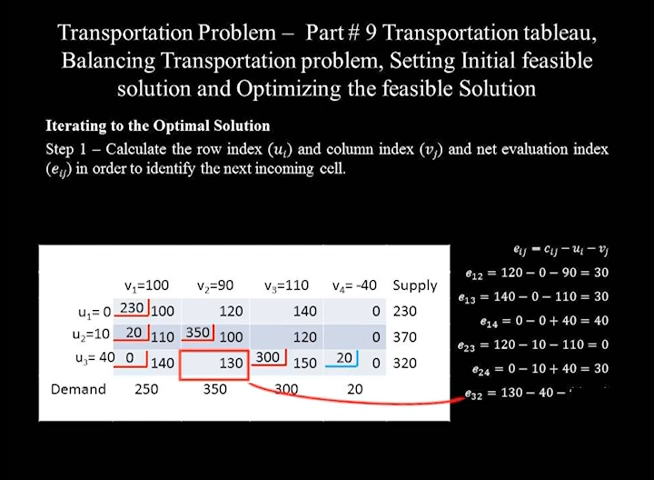 Transportation Problem – Part # 9 Transportation tableau,
Balancing Transportation problem, Setting Initial feasible
solution and Optimizing the feasible Solution
Iterating to the Optimal Solution
Step 1 – Calculate the row index (uᵢ) and column index (vⱼ) and net evaluation index
(eᵢⱼ) in order to identify the next incoming cell.
eᵢⱼ = cᵢⱼ − uᵢ − vⱼ
v₁=100 v₂=90 v₃=110 v₄= -40 Supply
u₁= 0 230 100 120 140 0 230
u₂=10 20 110 350 100 120 0 370
u₃= 40 0 140 130 300 150 20 0 320
Demand 250 350 300 20
e₁₂ = 120 − 0 − 90 = 30
e₁₃ = 140 − 0 − 110 = 30
e₁₄ = 0 − 0 + 40 = 40
e₂₃ = 120 − 10 − 110 = 0
e₂₄ = 0 − 10 + 40 = 30
e₃₂ = 130 − 40 −